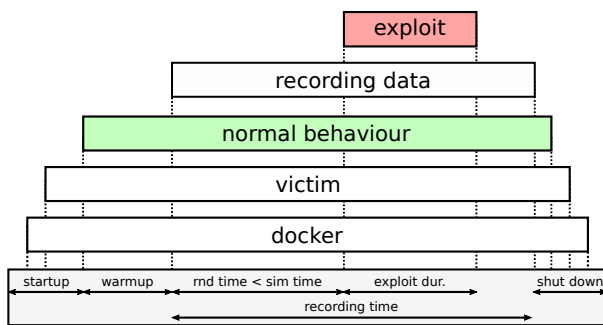 exploit
recording data
normal behaviour
victim
docker
startup warmup rnd time < sim time exploit dur. shut down
recording time